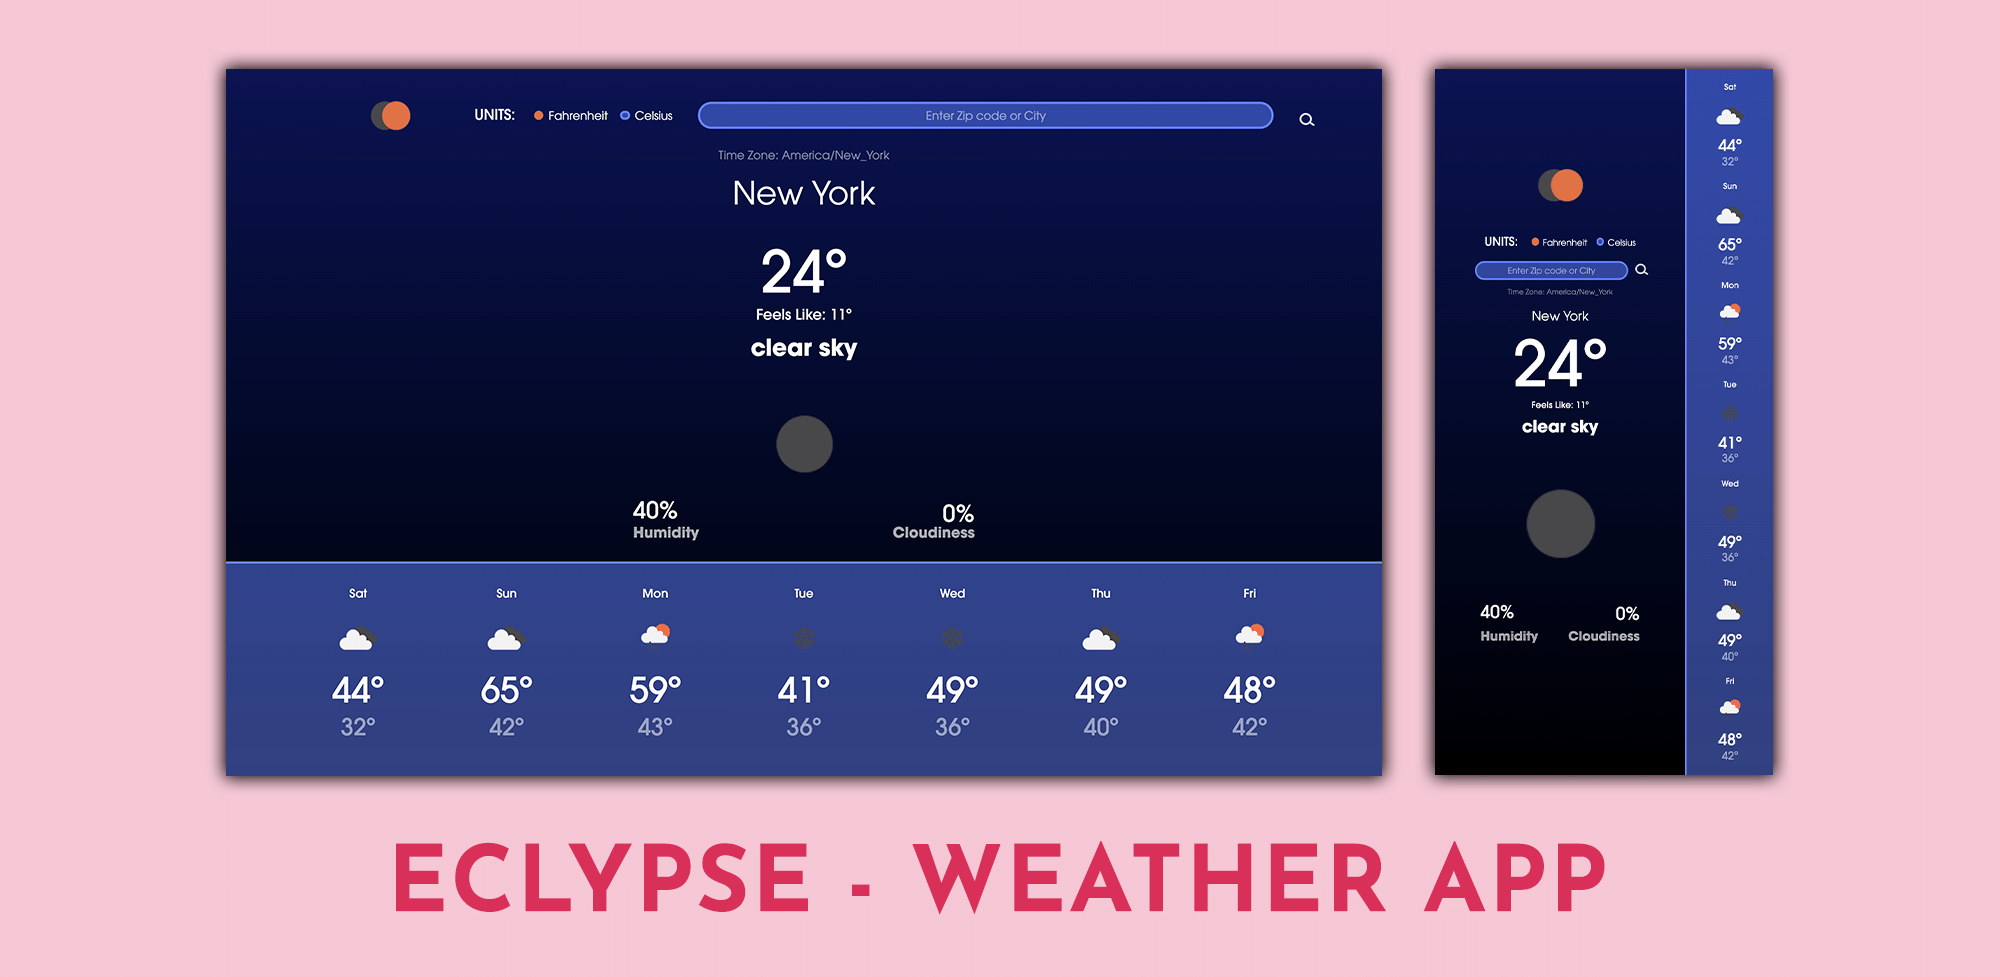 UNITS: Fahrenheit Celsius Enter Zip code or City
Time Zone: America/New_York
New York
24°
Feels Like: 11°
clear sky
40% 0%
Humidity Cloudiness
Sat Sun Mon Tue Wed Thu Fri
44° 65° 59° 41° 49° 49° 48°
32° 42° 43° 36° 36° 40° 42°
UNITS: Fahrenheit Celsius
Enter Zip code or City
Time Zone: America/New_York
New York
24°
Feels Like: 11°
clear sky
40% 0%
Humidity Cloudiness
Sat
44°
32°
Sun
65°
42°
Mon
59°
43°
Tue
41°
36°
Wed
49°
36°
Thu
49°
40°
Fri
48°
42°
ECLYPSE - WEATHER APP